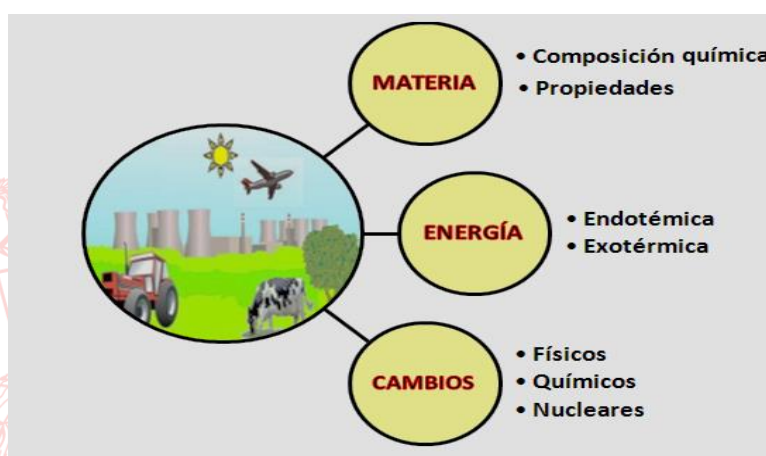 MATERIA
• Composición química
• Propiedades
ENERGÍA
• Endotémica
• Exotérmica
CAMBIOS
• Físicos
• Químicos
• Nucleares